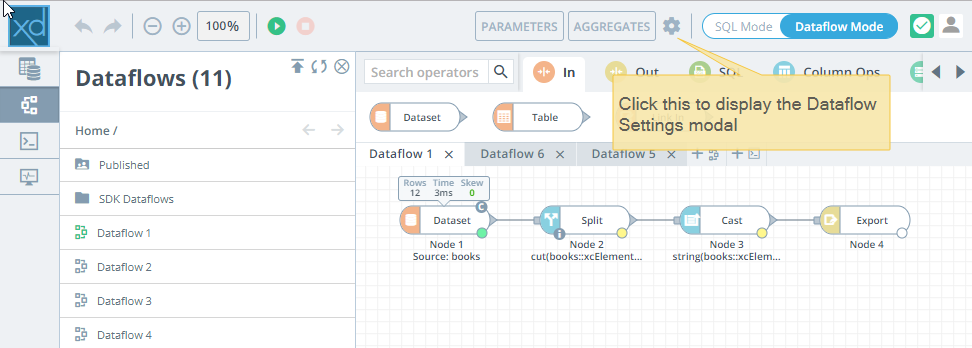 xd
100%
PARAMETERS
AGGREGATES
SQL Mode
Dataflow Mode
Dataflows (11)
Search operators
In
Out
SQL
Column Ops
Click this to display the Dataflow
Settings modal
Home /
Dataset
Table
Published
SDK Dataflows
Dataflow 1
Dataflow 2
Dataflow 3
Dataflow 4
Dataflow 1
Dataflow 6
Dataflow 5
Rows Time Skew
12 3ms 0
C
Dataset
Split
Cast
Export
Node 1
Source: books
Node 2
cut(books::xcElement...
Node 3
string(books::xcElem...
Node 4